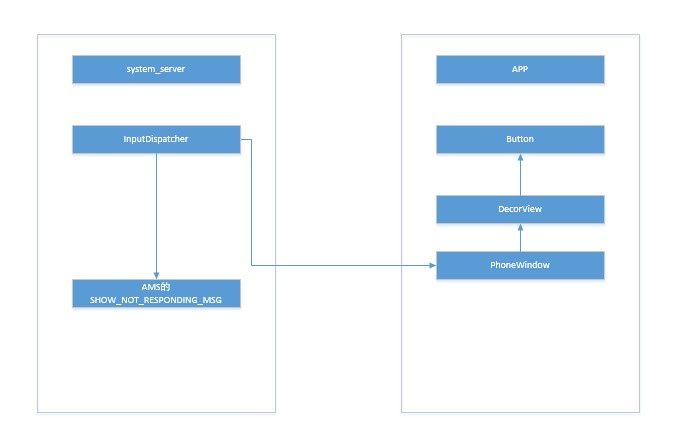 system_server
InputDispatcher
AMS的
SHOW_NOT_RESPONDING_MSG
APP
Button
DecorView
PhoneWindow